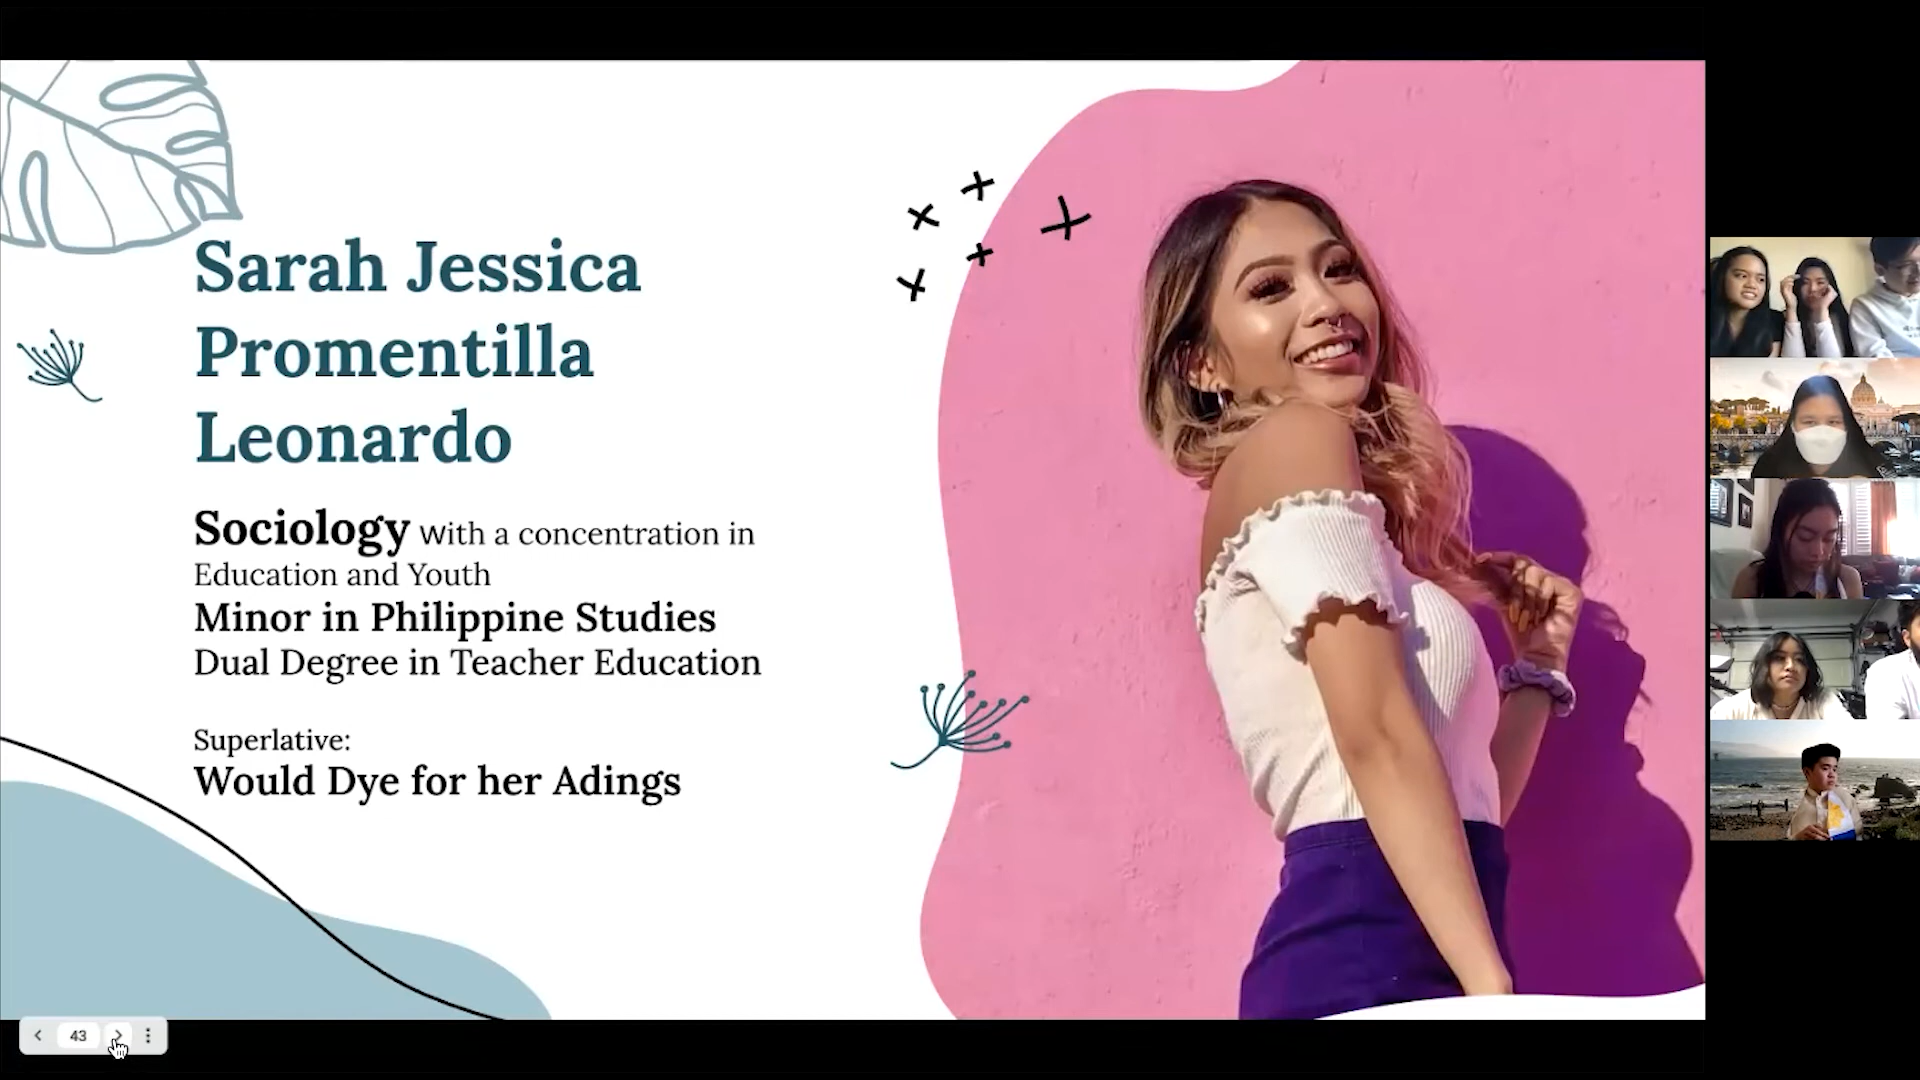 Sarah Jessica
Promentilla
Leonardo
Sociology with a concentration in
Education and Youth
Minor in Philippine Studies
Dual Degree in Teacher Education
Superlative:
Would Dye for her Adings
43